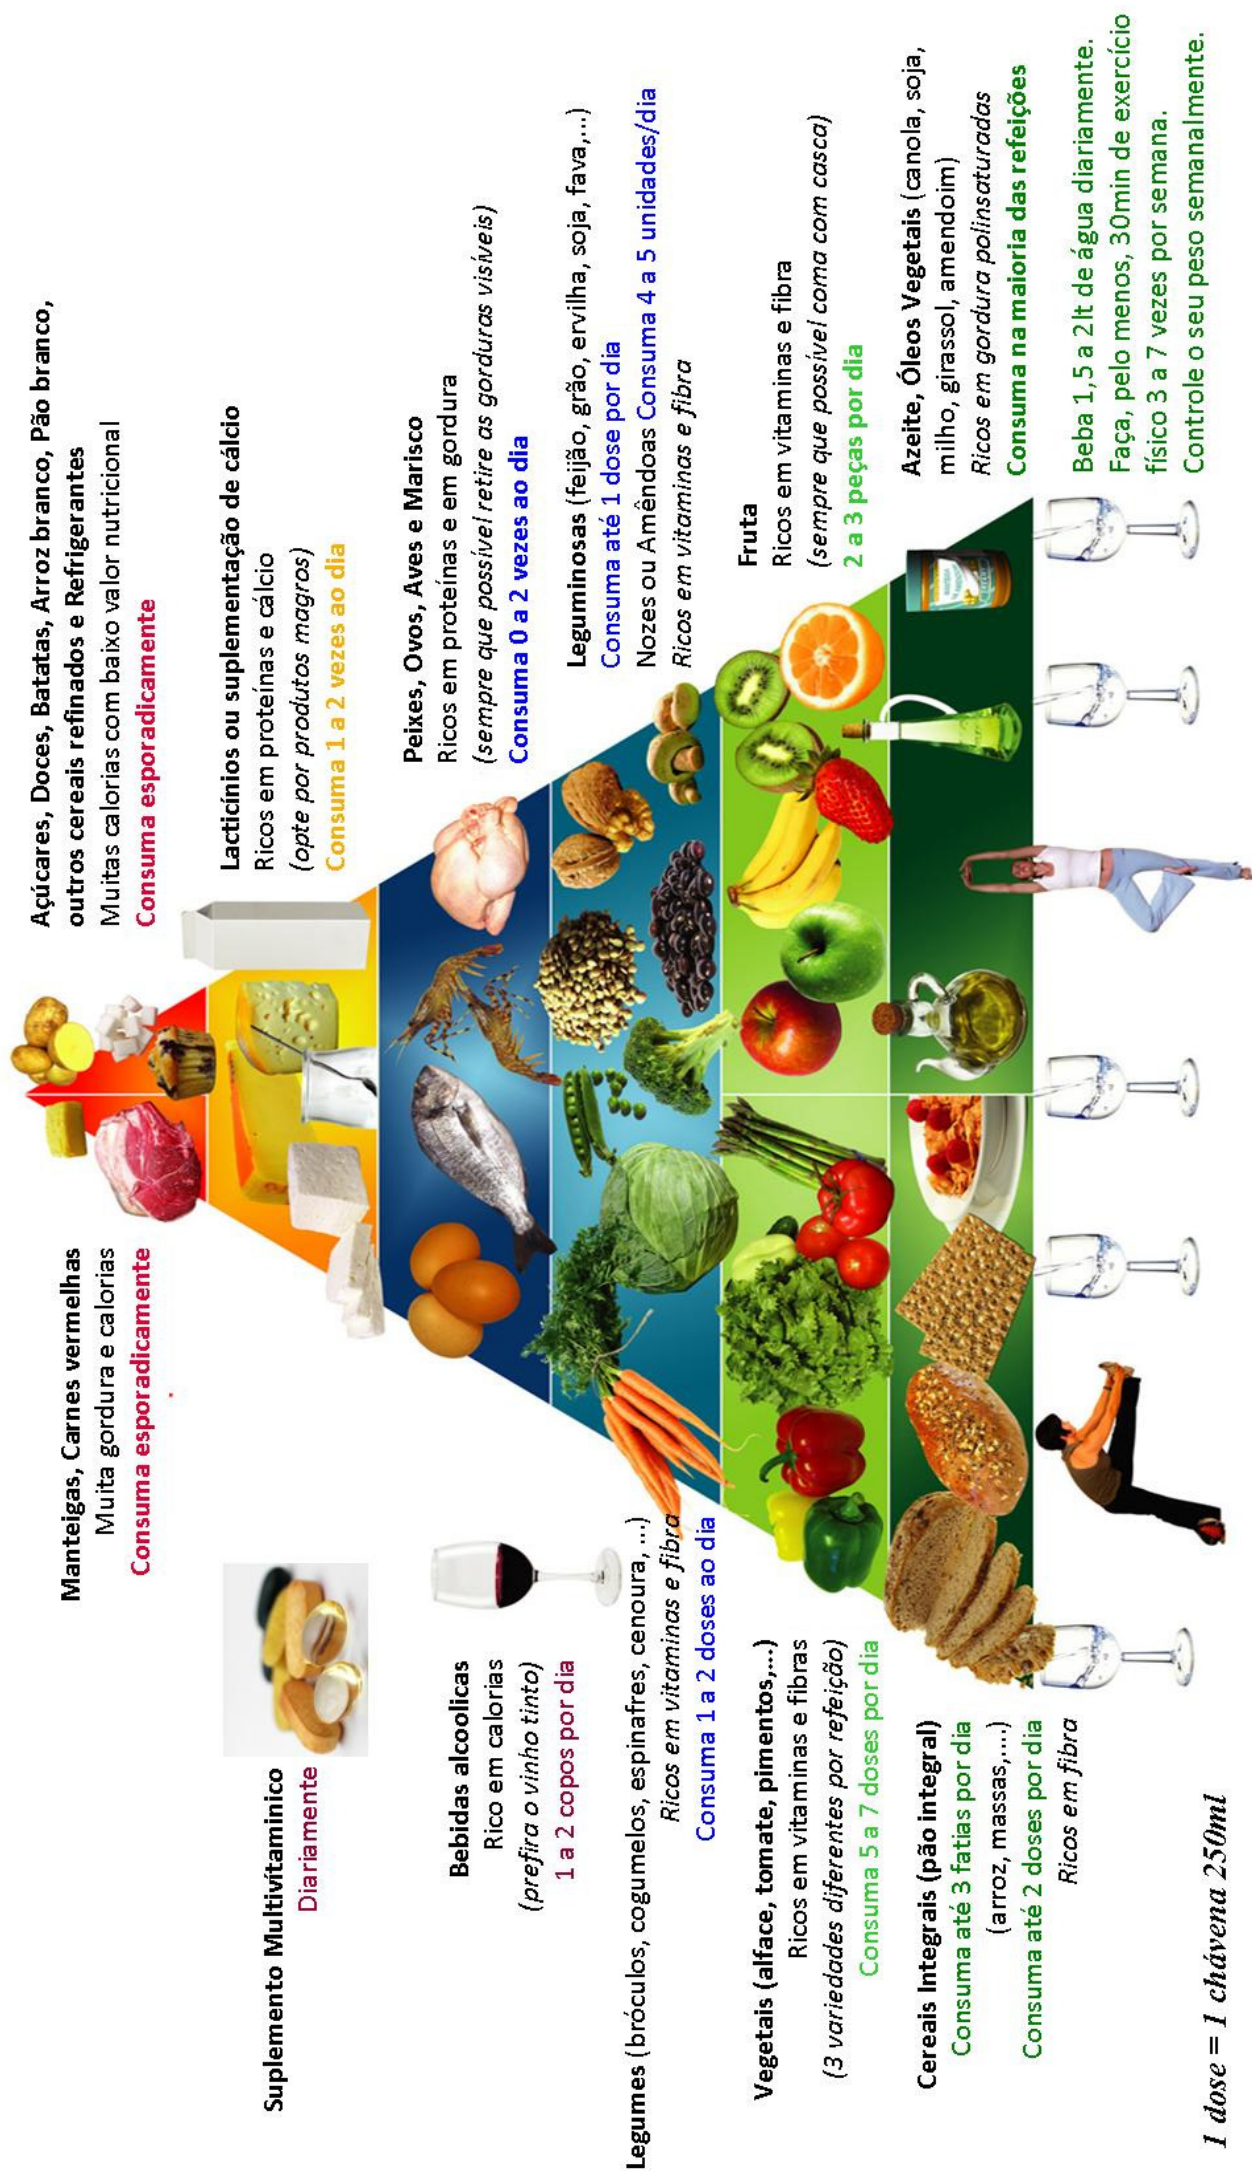 Açúcares, Doces, Batatas, Arroz branco, Pão branco,
outros cereais refinados e Refrigerantes
Muitas calorias com baixo valor nutricional
Consuma esporadicamente
Manteigas, Carnes vermelhas
Muita gordura e calorias
Consuma esporadicamente
Lacticínios ou suplementação de cálcio
Ricos em proteínas e cálcio
(opte por produtos magros)
Consuma 1 a 2 vezes ao dia
Suplemento Multivítaminico
Diariamente
Peixes, Ovos, Aves e Marisco
Ricos em proteínas e em gordura
(sempre que possível retire as gorduras visíveis)
Consuma 0 a 2 vezes ao dia
Bebidas alcoolicas
Rico em calorias
(prefira o vinho tinto)
1 a 2 copos por dia
Leguminosas (feijão, grão, ervilha, soja, fava,...)
Consuma até 1 dose por dia
Nozes ou Amêndoas Consuma 4 a 5 unidades/dia
Ricos em vitaminas e fibra
Legumes (bróculos, cogumelos, espinafres, cenoura, ...)
Ricos em vitaminas e fibra
Consuma 1 a 2 doses ao dia
Fruta
Ricos em vitaminas e fibra
(sempre que possível coma com casca)
2 a 3 peças por dia
Vegetais (alface, tomate, pimentos,...)
Ricos em vitaminas e fibras
(3 variedades diferentes por refeição)
Consuma 5 a 7 doses por dia
Azeite, Óleos Vegetais (canola, soja,
milho, girassol, amendoim)
Ricos em gordura polinsaturadas
Consuma na maioria das refeições
Cereais Integrais (pão integral)
Consuma até 3 fatias por dia
(arroz, massas,....)
Consuma até 2 doses por dia
Ricos em fibra
Beba 1,5 a 2lt de água diariamente.
Faça, pelo menos, 30min de exercício
físico 3 a 7 vezes por semana.
Controle o seu peso semanalmente.
1 dose = 1 chávena 250ml